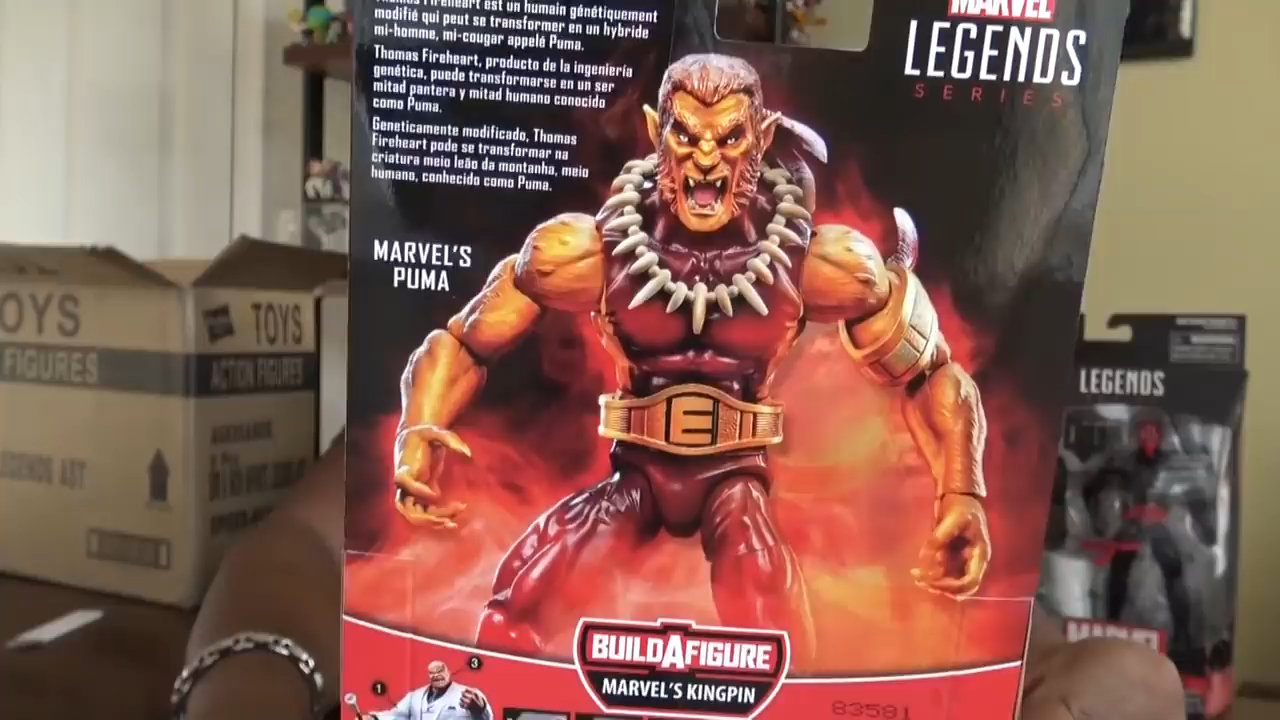 Thomas Fireheart est un humain génétiquement
modifié qui peut se transformer en un hybride
mi-homme, mi-cougar appelé Puma.
Thomas Fireheart, producto de la ingeniería
genética, puede transformarse en un ser
mitad pantera y mitad humano conocido
como Puma.
Geneticamente modificado, Thomas
Fireheart pode se transformar na
criatura meio leão da montanha, meio
humano, conhecido como Puma.
MARVEL'S
PUMA
MARVEL
LEGENDS
SERIES
E
BUILDAFIGURE
MARVEL'S KINGPIN
1
3
83581
OYS
FIGURES
TOYS
ACTION FIGURES
LEGENDS
MARVEL